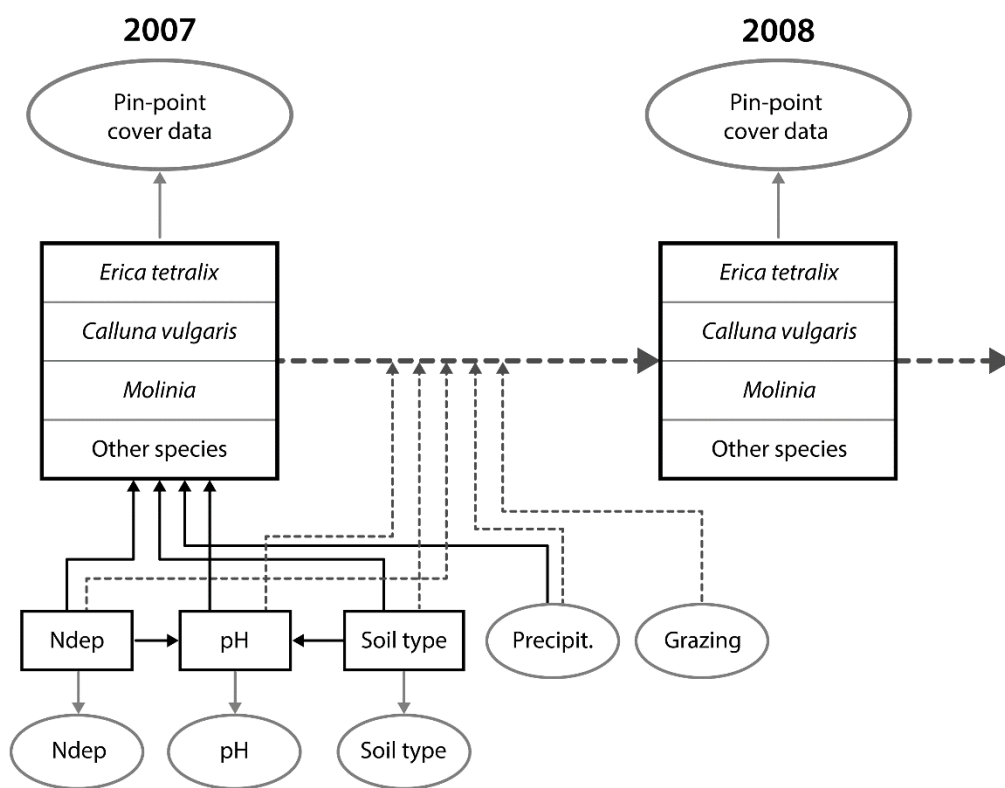 2007
2008
Pin-point
cover data
Pin-point
cover data
Erica tetralix
Calluna vulgaris
Molinia
Other species
Erica tetralix
Calluna vulgaris
Molinia
Other species
Ndep
pH
Soil type
Precipit.
Grazing
Ndep
pH
Soil type